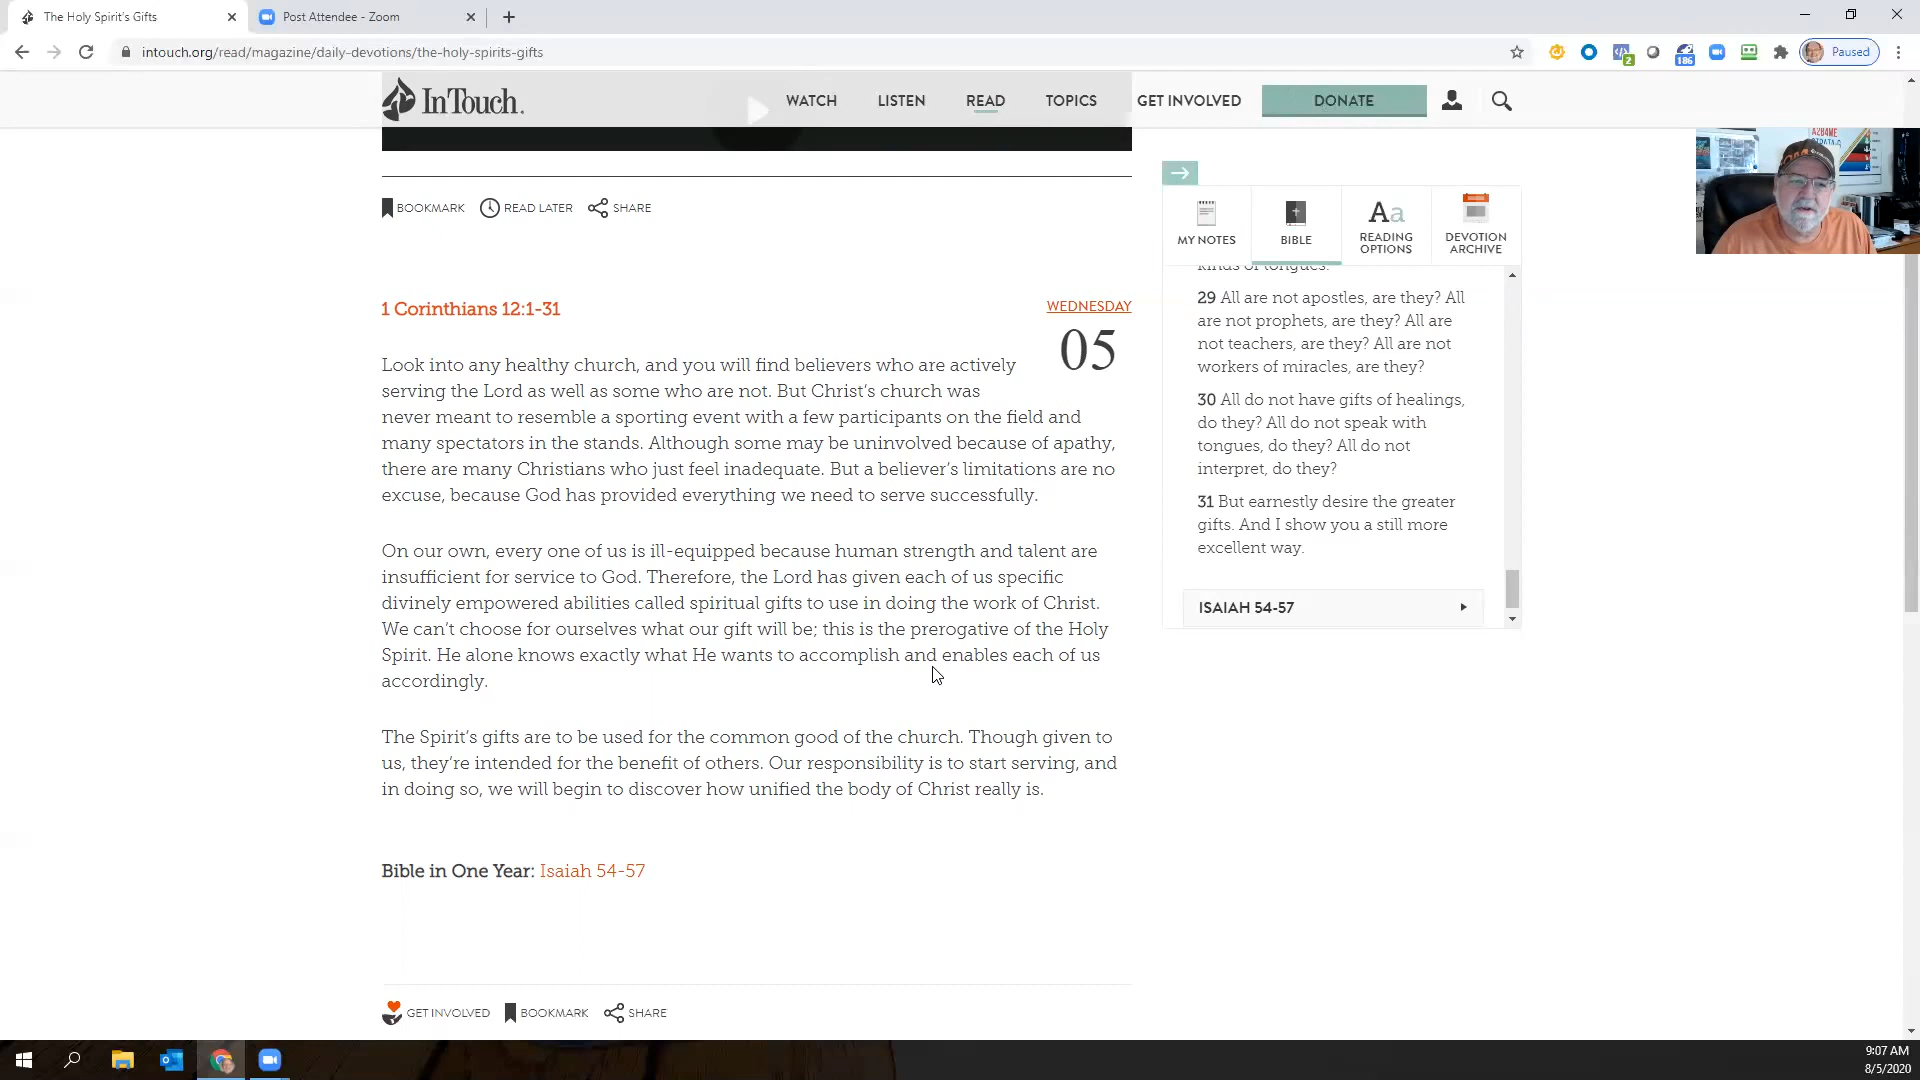 The Holy Spirit's Gifts
Post Attendee - Zoom
intouch.org/read/magazine/daily-devotions/the-holy-spirits-gifts
2
186
Paused
InTouch.
WATCH
LISTEN
READ
TOPICS
GET INVOLVED
DONATE
BOOKMARK
READ LATER
SHARE
1 Corinthians 12:1-31
WEDNESDAY
05
Look into any healthy church, and you will find believers who are actively
serving the Lord as well as some who are not. But Christ's church was
never meant to resemble a sporting event with a few participants on the field and
many spectators in the stands. Although some may be uninvolved because of apathy,
there are many Christians who just feel inadequate. But a believer's limitations are no
excuse, because God has provided everything we need to serve successfully.
On our own, every one of us is ill-equipped because human strength and talent are
insufficient for service to God. Therefore, the Lord has given each of us specific
divinely empowered abilities called spiritual gifts to use in doing the work of Christ.
We can't choose for ourselves what our gift will be; this is the prerogative of the Holy
Spirit. He alone knows exactly what He wants to accomplish and enables each of us
accordingly.
The Spirit's gifts are to be used for the common good of the church. Though given to
us, they're intended for the benefit of others. Our responsibility is to start serving, and
in doing so, we will begin to discover how unified the body of Christ really is.
Bible in One Year: Isaiah 54-57
GET INVOLVED
BOOKMARK
SHARE
MY NOTES
BIBLE
Aa
READING
OPTIONS
DEVOTION
ARCHIVE
kinds of tongues.
29 All are not apostles, are they? All
are not prophets, are they? All are
not teachers, are they? All are not
workers of miracles, are they?
30 All do not have gifts of healings,
do they? All do not speak with
tongues, do they? All do not
interpret, do they?
31 But earnestly desire the greater
gifts. And I show you a still more
excellent way.
ISAIAH 54-57
9:07 AM
8/5/2020